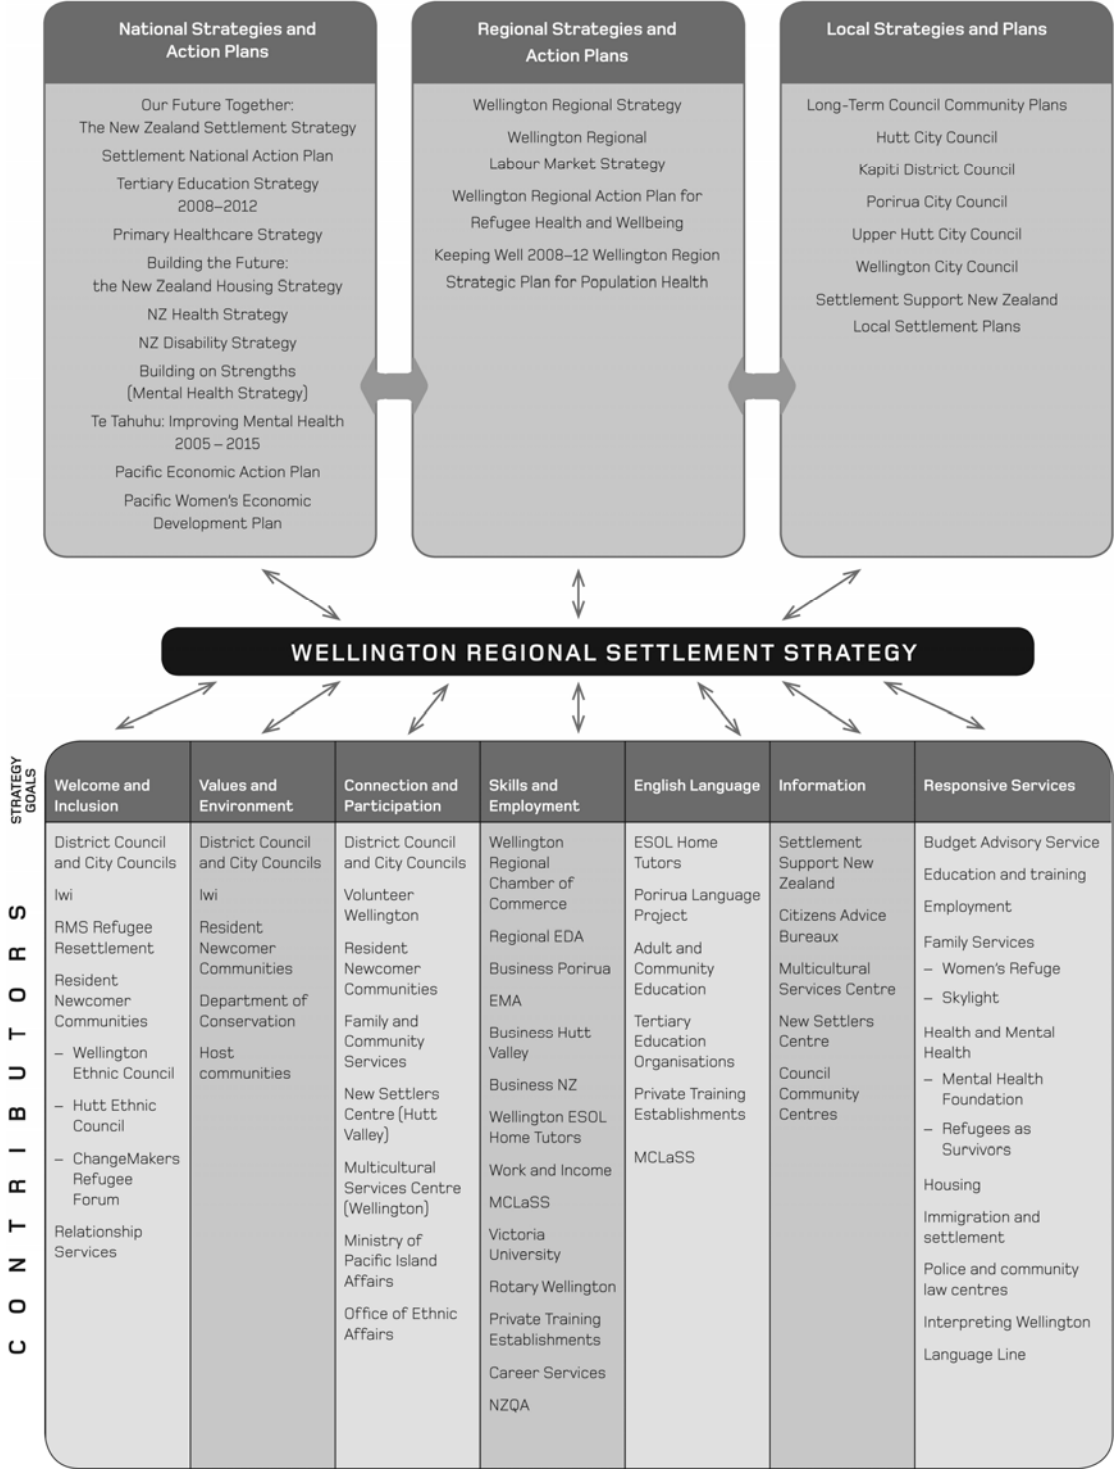 National Strategies and
Action Plans
Our Future Together:
The New Zealand Settlement Strategy
Settlement National Action Plan
Tertiary Education Strategy
2008–2012
Primary Healthcare Strategy
Building the Future:
the New Zealand Housing Strategy
NZ Health Strategy
NZ Disability Strategy
Building on Strengths
(Mental Health Strategy)
Te Tahuhu: Improving Mental Health
2005 – 2015
Pacific Economic Action Plan
Pacific Women's Economic
Development Plan
Regional Strategies and
Action Plans
Wellington Regional Strategy
Wellington Regional
Labour Market Strategy
Wellington Regional Action Plan for
Refugee Health and Wellbeing
Keeping Well 2008–12 Wellington Region
Strategic Plan for Population Health
Local Strategies and Plans
Long-Term Council Community Plans
Hutt City Council
Kapiti District Council
Porirua City Council
Upper Hutt City Council
Wellington City Council
Settlement Support New Zealand
Local Settlement Plans
WELLINGTON REGIONAL SETTLEMENT STRATEGY
STRATEGY
GOALS
CONTRIBUTORS
Welcome and
Inclusion
District Council
and City Councils
Iwi
RMS Refugee
Resettlement
Resident
Newcomer
Communities
– Wellington
Ethnic Council
– Hutt Ethnic
Council
– ChangeMakers
Refugee
Forum
Relationship
Services
Values and
Environment
District Council
and City Councils
Iwi
Resident
Newcomer
Communities
Department of
Conservation
Host
communities
Connection and
Participation
District Council
and City Councils
Volunteer
Wellington
Resident
Newcomer
Communities
Family and
Community
Services
New Settlers
Centre (Hutt
Valley)
Multicultural
Services Centre
(Wellington)
Ministry of
Pacific Island
Affairs
Office of Ethnic
Affairs
Skills and
Employment
Wellington
Regional
Chamber of
Commerce
Regional EDA
Business Porirua
EMA
Business Hutt
Valley
Business NZ
Wellington ESOL
Home Tutors
Work and Income
MCLaSS
Victoria
University
Rotary Wellington
Private Training
Establishments
Career Services
NZQA
English Language
ESOL Home
Tutors
Porirua Language
Project
Adult and
Community
Education
Tertiary
Education
Organisations
Private Training
Establishments
MCLaSS
Information
Settlement
Support New
Zealand
Citizens Advice
Bureaux
Multicultural
Services Centre
New Settlers
Centre
Council
Community
Centres
Responsive Services
Budget Advisory Service
Education and training
Employment
Family Services
– Women's Refuge
– Skylight
Health and Mental
Health
– Mental Health
Foundation
– Refugees as
Survivors
Housing
Immigration and
settlement
Police and community
law centres
Interpreting Wellington
Language Line